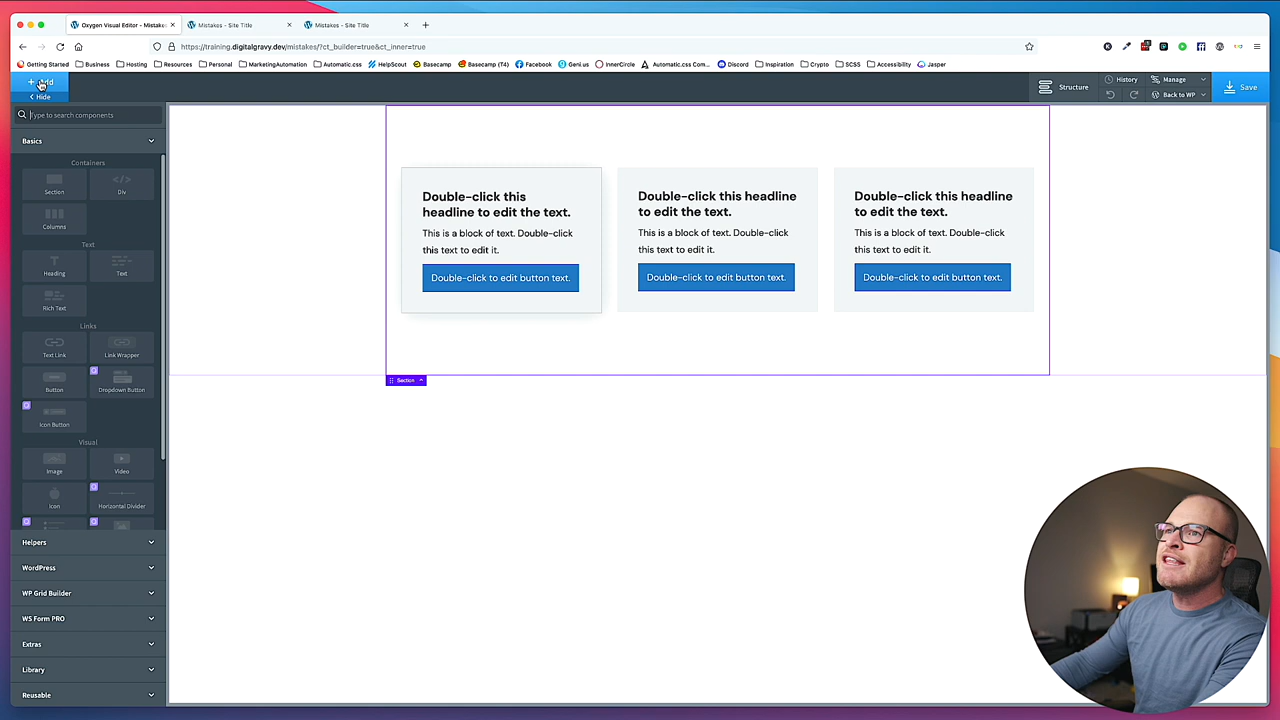 Oxygen Visual Editor - Mistake
Mistakes - Site Title
Mistakes - Site Title
https://training.digitalgravy.dev/mistakes/?ct_builder=true&ct_inner=true
Getting Started
Business
Hosting
Resources
Personal
MarketingAutomation
Automatic.css
HelpScout
Basecamp
Basecamp (T4)
Facebook
Geni.us
InnerCircle
Automatic.css Com...
Discord
Inspiration
Crypto
SCSS
Accessibility
Jasper
Hide
Structure
History
Manage
Back to WP
Save
Type to search components
Basics
Containers
Section
Div
Columns
Text
Heading
Text
Rich Text
Links
Text Link
Link Wrapper
Button
Dropdown Button
Icon Button
Visual
Image
Video
Icon
Horizontal Divider
Helpers
WordPress
WP Grid Builder
WS Form PRO
Extras
Library
Reusable
Double-click this
headline to edit the text.
This is a block of text. Double-click
this text to edit it.
Double-click to edit button text.
Double-click this headline
to edit the text.
This is a block of text. Double-click
this text to edit it.
Double-click to edit button text.
Double-click this headline
to edit the text.
This is a block of text. Double-click
this text to edit it.
Double-click to edit button text.
Section